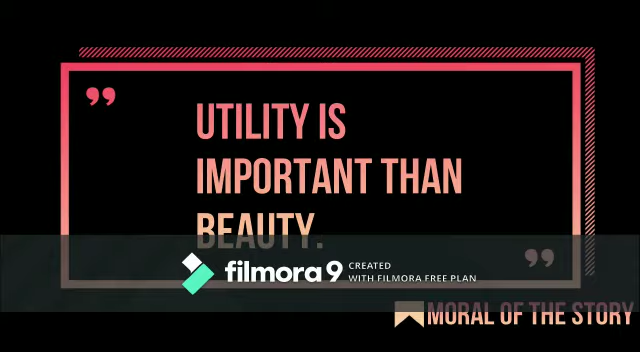 UTILITY IS
IMPORTANT THAN
BEAUTY.
filmora 9 CREATED
WITH FILMORA FREE PLAN
MORAL OF THE STORY